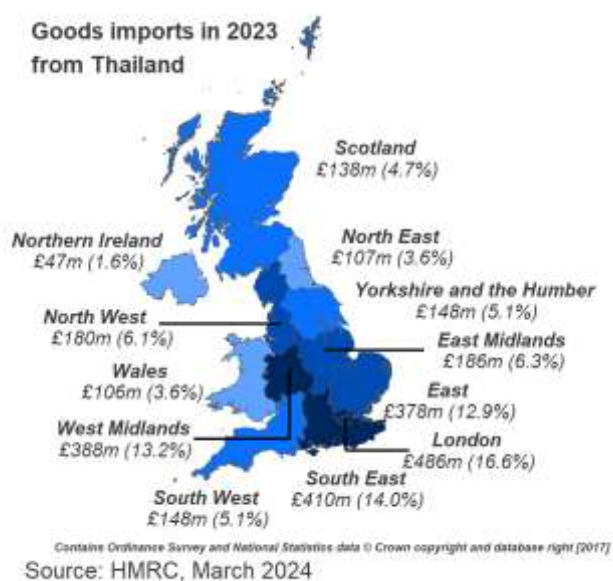 Goods imports in 2023
from Thailand
Scotland
£138m (4.7%)
Northern Ireland
£47m (1.6%)
North East
£107m (3.6%)
Yorkshire and the Humber
£148m (5.1%)
North West
£180m (6.1%)
East Midlands
£186m (6.3%)
Wales
£106m (3.6%)
East
£378m (12.9%)
West Midlands
£388m (13.2%)
London
£486m (16.6%)
South East
£410m (14.0%)
South West
£148m (5.1%)
Contains Ordinance Survey and National Statistics data © Crown copyright and database right [2017]
Source: HMRC, March 2024